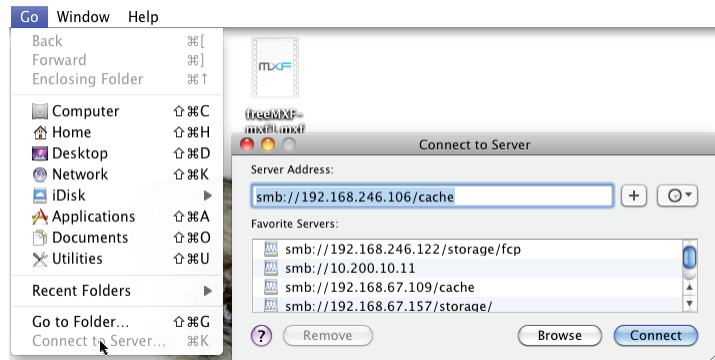 Go Window Help
Back ⌘[
Forward ⌘]
Enclosing Folder ⌘↑
Computer ⇧⌘C
Home ⇧⌘H
Desktop ⇧⌘D
Network ⇧⌘K
iDisk
Applications ⇧⌘A
Documents ⇧⌘O
Utilities ⇧⌘U
Recent Folders
Go to Folder... ⇧⌘G
Connect to Server... ⌘K
mxf
freeMXF-
mxf1.mxf
Connect to Server
Server Address:
smb://192.168.246.106/cache
Favorite Servers:
smb://192.168.246.122/storage/fcp
smb://10.200.10.11
smb://192.168.67.109/cache
smb://192.168.67.157/storage/
? Remove Browse Connect